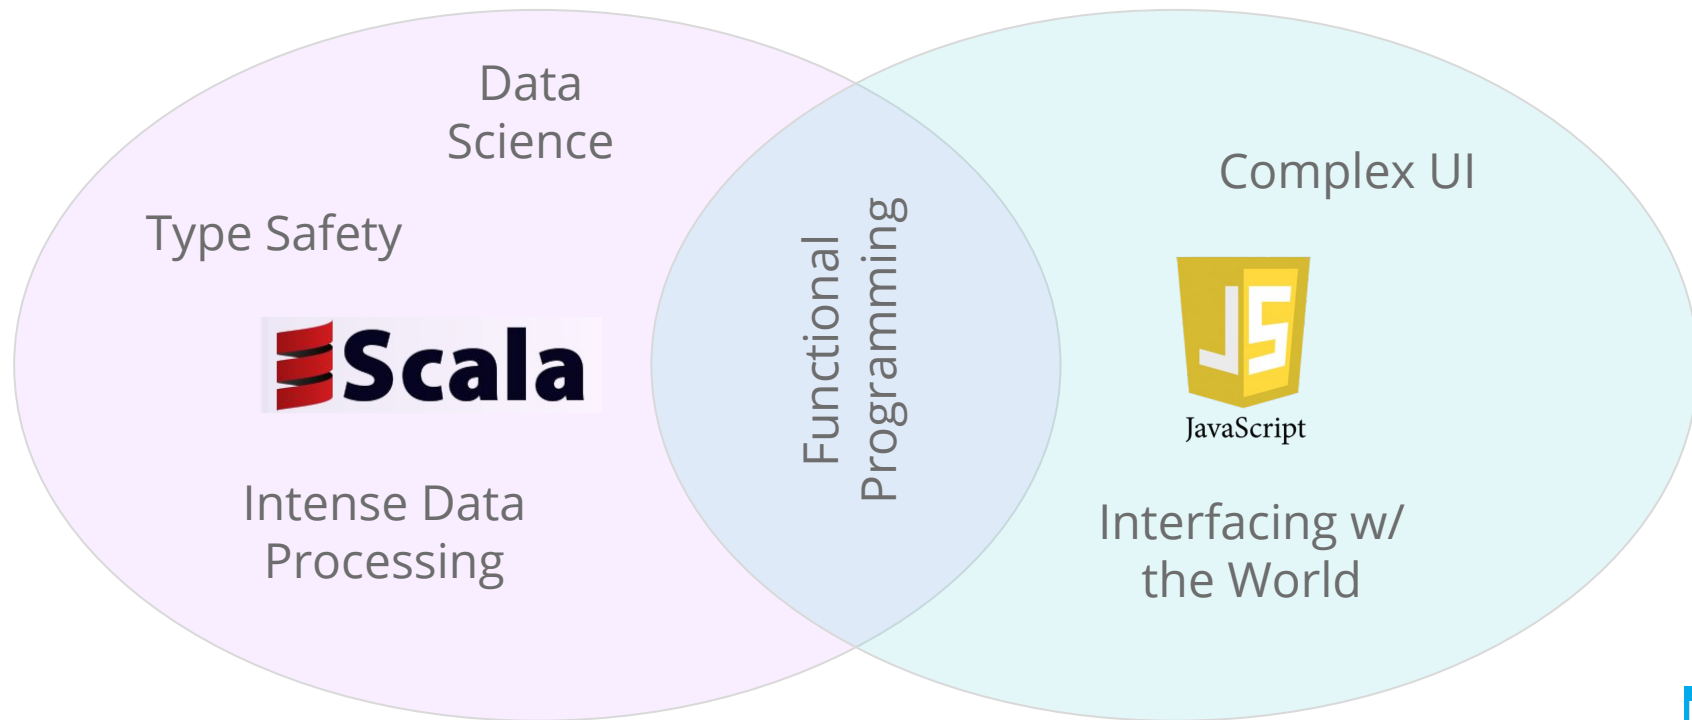 Data
Science
Type Safety
Scala
Intense Data
Processing
Functional
Programming
Complex UI
JS
JavaScript
Interfacing w/
the World